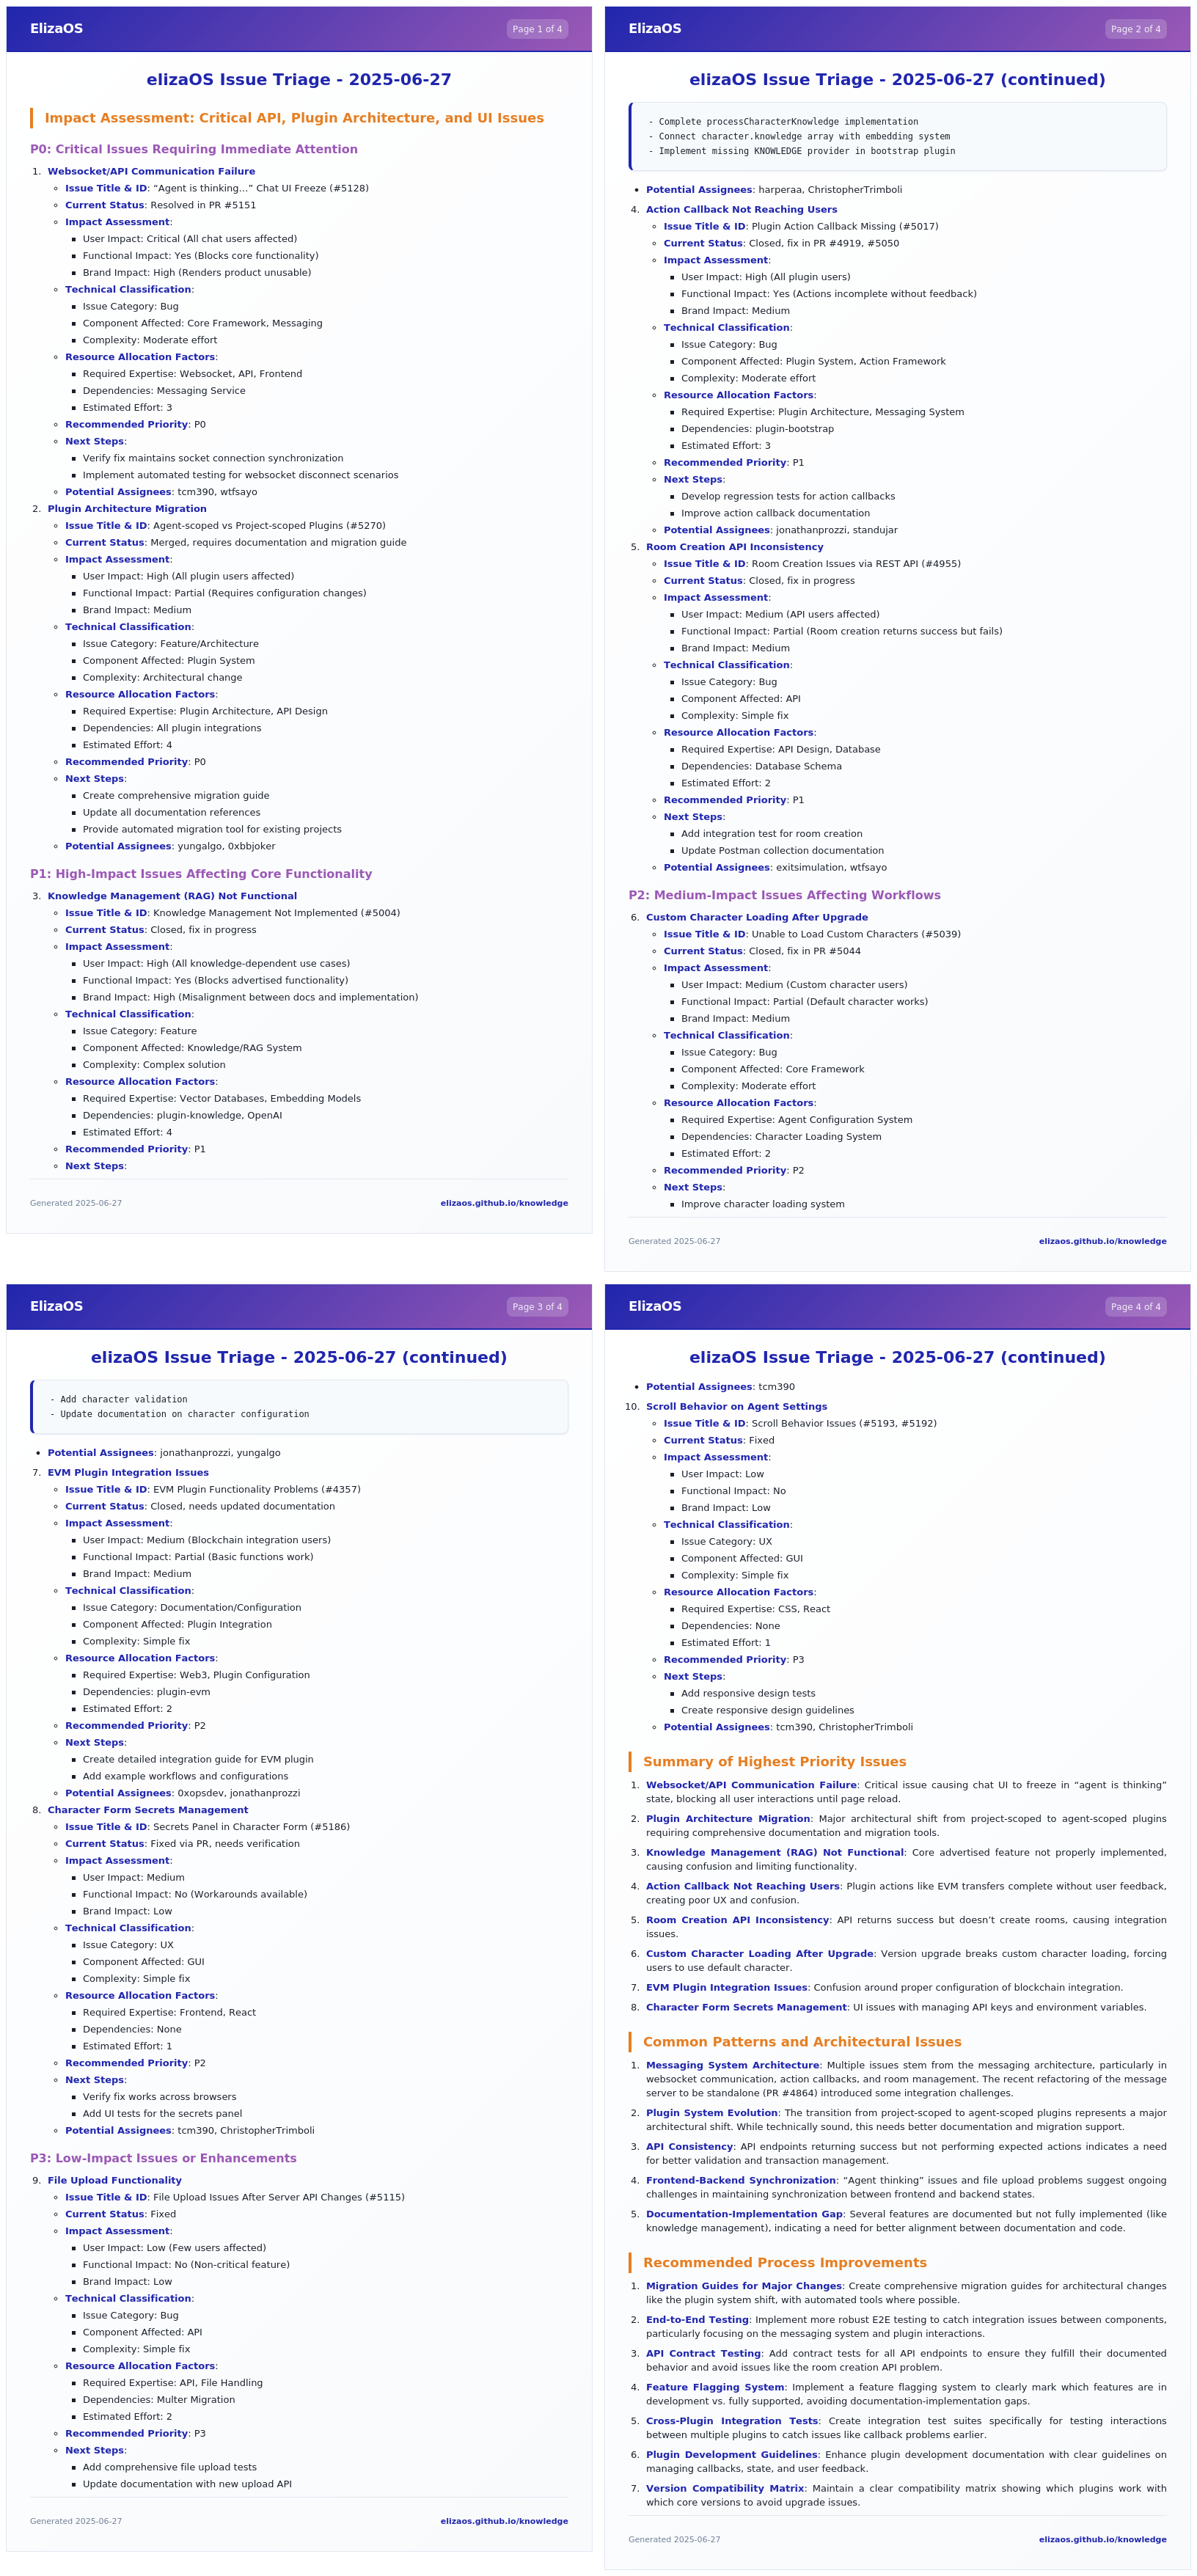 ElizaOS
Page 1 of 4
elizaOS Issue Triage - 2025-06-27
Impact Assessment: Critical API, Plugin Architecture, and UI Issues
P0: Critical Issues Requiring Immediate Attention
1. Websocket/API Communication Failure
◦ Issue Title & ID: “Agent is thinking…” Chat UI Freeze (#5128)
◦ Current Status: Resolved in PR #5151
◦ Impact Assessment:
▪ User Impact: Critical (All chat users affected)
▪ Functional Impact: Yes (Blocks core functionality)
▪ Brand Impact: High (Renders product unusable)
◦ Technical Classification:
▪ Issue Category: Bug
▪ Component Affected: Core Framework, Messaging
▪ Complexity: Moderate effort
◦ Resource Allocation Factors:
▪ Required Expertise: Websocket, API, Frontend
▪ Dependencies: Messaging Service
▪ Estimated Effort: 3
◦ Recommended Priority: P0
◦ Next Steps:
▪ Verify fix maintains socket connection synchronization
▪ Implement automated testing for websocket disconnect scenarios
◦ Potential Assignees: tcm390, wtfsayo
2. Plugin Architecture Migration
◦ Issue Title & ID: Agent-scoped vs Project-scoped Plugins (#5270)
◦ Current Status: Merged, requires documentation and migration guide
◦ Impact Assessment:
▪ User Impact: High (All plugin users affected)
▪ Functional Impact: Partial (Requires configuration changes)
▪ Brand Impact: Medium
◦ Technical Classification:
▪ Issue Category: Feature/Architecture
▪ Component Affected: Plugin System
▪ Complexity: Architectural change
◦ Resource Allocation Factors:
▪ Required Expertise: Plugin Architecture, API Design
▪ Dependencies: All plugin integrations
▪ Estimated Effort: 4
◦ Recommended Priority: P0
◦ Next Steps:
▪ Create comprehensive migration guide
▪ Update all documentation references
▪ Provide automated migration tool for existing projects
◦ Potential Assignees: yungalgo, 0xbbjoker
P1: High-Impact Issues Affecting Core Functionality
3. Knowledge Management (RAG) Not Functional
◦ Issue Title & ID: Knowledge Management Not Implemented (#5004)
◦ Current Status: Closed, fix in progress
◦ Impact Assessment:
▪ User Impact: High (All knowledge-dependent use cases)
▪ Functional Impact: Yes (Blocks advertised functionality)
▪ Brand Impact: High (Misalignment between docs and implementation)
◦ Technical Classification:
▪ Issue Category: Feature
▪ Component Affected: Knowledge/RAG System
▪ Complexity: Complex solution
◦ Resource Allocation Factors:
▪ Required Expertise: Vector Databases, Embedding Models
▪ Dependencies: plugin-knowledge, OpenAI
▪ Estimated Effort: 4
◦ Recommended Priority: P1
◦ Next Steps:
Generated 2025-06-27
elizaos.github.io/knowledge
ElizaOS
Page 2 of 4
elizaOS Issue Triage - 2025-06-27 (continued)
- Complete processCharacterKnowledge implementation
- Connect character.knowledge array with embedding system
- Implement missing KNOWLEDGE provider in bootstrap plugin
• Potential Assignees: harperaa, ChristopherTrimboli
4. Action Callback Not Reaching Users
◦ Issue Title & ID: Plugin Action Callback Missing (#5017)
◦ Current Status: Closed, fix in PR #4919, #5050
◦ Impact Assessment:
▪ User Impact: High (All plugin users)
▪ Functional Impact: Yes (Actions incomplete without feedback)
▪ Brand Impact: Medium
◦ Technical Classification:
▪ Issue Category: Bug
▪ Component Affected: Plugin System, Action Framework
▪ Complexity: Moderate effort
◦ Resource Allocation Factors:
▪ Required Expertise: Plugin Architecture, Messaging System
▪ Dependencies: plugin-bootstrap
▪ Estimated Effort: 3
◦ Recommended Priority: P1
◦ Next Steps:
▪ Develop regression tests for action callbacks
▪ Improve action callback documentation
◦ Potential Assignees: jonathanprozzi, standujar
5. Room Creation API Inconsistency
◦ Issue Title & ID: Room Creation Issues via REST API (#4955)
◦ Current Status: Closed, fix in progress
◦ Impact Assessment:
▪ User Impact: Medium (API users affected)
▪ Functional Impact: Partial (Room creation returns success but fails)
▪ Brand Impact: Medium
◦ Technical Classification:
▪ Issue Category: Bug
▪ Component Affected: API
▪ Complexity: Simple fix
◦ Resource Allocation Factors:
▪ Required Expertise: API Design, Database
▪ Dependencies: Database Schema
▪ Estimated Effort: 2
◦ Recommended Priority: P1
◦ Next Steps:
▪ Add integration test for room creation
▪ Update Postman collection documentation
◦ Potential Assignees: exitsimulation, wtfsayo
P2: Medium-Impact Issues Affecting Workflows
6. Custom Character Loading After Upgrade
◦ Issue Title & ID: Unable to Load Custom Characters (#5039)
◦ Current Status: Closed, fix in PR #5044
◦ Impact Assessment:
▪ User Impact: Medium (Custom character users)
▪ Functional Impact: Partial (Default character works)
▪ Brand Impact: Medium
◦ Technical Classification:
▪ Issue Category: Bug
▪ Component Affected: Core Framework
▪ Complexity: Moderate effort
◦ Resource Allocation Factors:
▪ Required Expertise: Agent Configuration System
▪ Dependencies: Character Loading System
▪ Estimated Effort: 2
◦ Recommended Priority: P2
◦ Next Steps:
▪ Improve character loading system
Generated 2025-06-27
elizaos.github.io/knowledge
ElizaOS
Page 3 of 4
elizaOS Issue Triage - 2025-06-27 (continued)
- Add character validation
- Update documentation on character configuration
• Potential Assignees: jonathanprozzi, yungalgo
7. EVM Plugin Integration Issues
◦ Issue Title & ID: EVM Plugin Functionality Problems (#4357)
◦ Current Status: Closed, needs updated documentation
◦ Impact Assessment:
▪ User Impact: Medium (Blockchain integration users)
▪ Functional Impact: Partial (Basic functions work)
▪ Brand Impact: Medium
◦ Technical Classification:
▪ Issue Category: Documentation/Configuration
▪ Component Affected: Plugin Integration
▪ Complexity: Simple fix
◦ Resource Allocation Factors:
▪ Required Expertise: Web3, Plugin Configuration
▪ Dependencies: plugin-evm
▪ Estimated Effort: 2
◦ Recommended Priority: P2
◦ Next Steps:
▪ Create detailed integration guide for EVM plugin
▪ Add example workflows and configurations
◦ Potential Assignees: 0xopsdev, jonathanprozzi
8. Character Form Secrets Management
◦ Issue Title & ID: Secrets Panel in Character Form (#5186)
◦ Current Status: Fixed via PR, needs verification
◦ Impact Assessment:
▪ User Impact: Medium
▪ Functional Impact: No (Workarounds available)
▪ Brand Impact: Low
◦ Technical Classification:
▪ Issue Category: UX
▪ Component Affected: GUI
▪ Complexity: Simple fix
◦ Resource Allocation Factors:
▪ Required Expertise: Frontend, React
▪ Dependencies: None
▪ Estimated Effort: 1
◦ Recommended Priority: P2
◦ Next Steps:
▪ Verify fix works across browsers
▪ Add UI tests for the secrets panel
◦ Potential Assignees: tcm390, ChristopherTrimboli
P3: Low-Impact Issues or Enhancements
9. File Upload Functionality
◦ Issue Title & ID: File Upload Issues After Server API Changes (#5115)
◦ Current Status: Fixed
◦ Impact Assessment:
▪ User Impact: Low (Few users affected)
▪ Functional Impact: No (Non-critical feature)
▪ Brand Impact: Low
◦ Technical Classification:
▪ Issue Category: Bug
▪ Component Affected: API
▪ Complexity: Simple fix
◦ Resource Allocation Factors:
▪ Required Expertise: API, File Handling
▪ Dependencies: Multer Migration
▪ Estimated Effort: 2
◦ Recommended Priority: P3
◦ Next Steps:
▪ Add comprehensive file upload tests
▪ Update documentation with new upload API
Generated 2025-06-27
elizaos.github.io/knowledge
ElizaOS
Page 4 of 4
elizaOS Issue Triage - 2025-06-27 (continued)
• Potential Assignees: tcm390
10. Scroll Behavior on Agent Settings
◦ Issue Title & ID: Scroll Behavior Issues (#5193, #5192)
◦ Current Status: Fixed
◦ Impact Assessment:
▪ User Impact: Low
▪ Functional Impact: No
▪ Brand Impact: Low
◦ Technical Classification:
▪ Issue Category: UX
▪ Component Affected: GUI
▪ Complexity: Simple fix
◦ Resource Allocation Factors:
▪ Required Expertise: CSS, React
▪ Dependencies: None
▪ Estimated Effort: 1
◦ Recommended Priority: P3
◦ Next Steps:
▪ Add responsive design tests
▪ Create responsive design guidelines
◦ Potential Assignees: tcm390, ChristopherTrimboli
Summary of Highest Priority Issues
1. Websocket/API Communication Failure: Critical issue causing chat UI to freeze in “agent is thinking”
state, blocking all user interactions until page reload.
2. Plugin Architecture Migration: Major architectural shift from project-scoped to agent-scoped plugins
requiring comprehensive documentation and migration tools.
3. Knowledge Management (RAG) Not Functional: Core advertised feature not properly implemented,
causing confusion and limiting functionality.
4. Action Callback Not Reaching Users: Plugin actions like EVM transfers complete without user feedback,
creating poor UX and confusion.
5. Room Creation API Inconsistency: API returns success but doesn’t create rooms, causing integration
issues.
6. Custom Character Loading After Upgrade: Version upgrade breaks custom character loading, forcing
users to use default character.
7. EVM Plugin Integration Issues: Confusion around proper configuration of blockchain integration.
8. Character Form Secrets Management: UI issues with managing API keys and environment variables.
Common Patterns and Architectural Issues
1. Messaging System Architecture: Multiple issues stem from the messaging architecture, particularly in
websocket communication, action callbacks, and room management. The recent refactoring of the message
server to be standalone (PR #4864) introduced some integration challenges.
2. Plugin System Evolution: The transition from project-scoped to agent-scoped plugins represents a major
architectural shift. While technically sound, this needs better documentation and migration support.
3. API Consistency: API endpoints returning success but not performing expected actions indicates a need
for better validation and transaction management.
4. Frontend-Backend Synchronization: “Agent thinking” issues and file upload problems suggest ongoing
challenges in maintaining synchronization between frontend and backend states.
5. Documentation-Implementation Gap: Several features are documented but not fully implemented (like
knowledge management), indicating a need for better alignment between documentation and code.
Recommended Process Improvements
1. Migration Guides for Major Changes: Create comprehensive migration guides for architectural changes
like the plugin system shift, with automated tools where possible.
2. End-to-End Testing: Implement more robust E2E testing to catch integration issues between components,
particularly focusing on the messaging system and plugin interactions.
3. API Contract Testing: Add contract tests for all API endpoints to ensure they fulfill their documented
behavior and avoid issues like the room creation API problem.
4. Feature Flagging System: Implement a feature flagging system to clearly mark which features are in
development vs. fully supported, avoiding documentation-implementation gaps.
5. Cross-Plugin Integration Tests: Create integration test suites specifically for testing interactions
between multiple plugins to catch issues like callback problems earlier.
6. Plugin Development Guidelines: Enhance plugin development documentation with clear guidelines on
managing callbacks, state, and user feedback.
7. Version Compatibility Matrix: Maintain a clear compatibility matrix showing which plugins work with
which core versions to avoid upgrade issues.
Generated 2025-06-27
elizaos.github.io/knowledge